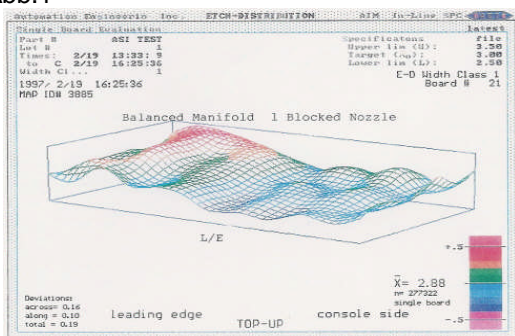 Automation Engineering Inc. ETCH-DISTRIBUTION AIM In-Line SPC
Single Board Evaluation latest
Part # ASI TEST Specifications file
Lot # 1 Upper lim (U): 3.50
Times: 2/19 13:33: 9 Target (): 3.00
to C 2/19 16:25:36 Lower lim (L): 2.50
Width Cl... 1 E-D Width Class 1
1997/ 2/19 16:25:36 Board # 21
MAP ID# 3885
Balanced Manifold 1 Blocked Nozzle
L/E
+.5
X̄= 2.88
n= 277322
single board
Deviations:
across= 0.16
along = 0.10
total = 0.19
leading edge console side
-.5
TOP-UP